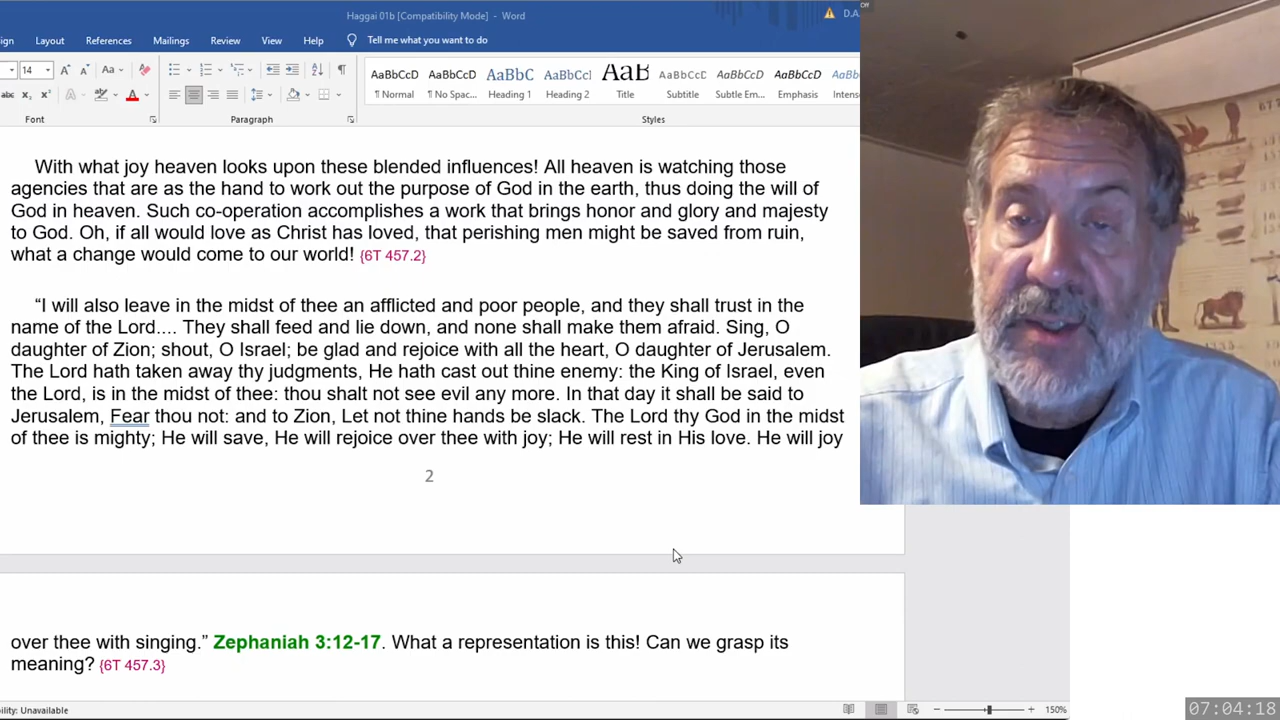 Haggai 01b [Compatibility Mode] - Word
D.A
Off
Layout References Mailings Review View Help Tell me what you want to do
14 Aa
AaBbCcD AaBbCcD AaBbC AaBbCcI AaB AaBbCcD AaBbCcD AaBbCcD AaBb
¶ Normal ¶ No Spac... Heading 1 Heading 2 Title Subtitle Subtle Em... Emphasis Intens
Font Paragraph Styles
With what joy heaven looks upon these blended influences! All heaven is watching those
agencies that are as the hand to work out the purpose of God in the earth, thus doing the will of
God in heaven. Such co-operation accomplishes a work that brings honor and glory and majesty
to God. Oh, if all would love as Christ has loved, that perishing men might be saved from ruin,
what a change would come to our world! {6T 457.2}
“I will also leave in the midst of thee an afflicted and poor people, and they shall trust in the
name of the Lord.... They shall feed and lie down, and none shall make them afraid. Sing, O
daughter of Zion; shout, O Israel; be glad and rejoice with all the heart, O daughter of Jerusalem.
The Lord hath taken away thy judgments, He hath cast out thine enemy: the King of Israel, even
the Lord, is in the midst of thee: thou shalt not see evil any more. In that day it shall be said to
Jerusalem, Fear thou not: and to Zion, Let not thine hands be slack. The Lord thy God in the midst
of thee is mighty; He will save, He will rejoice over thee with joy; He will rest in His love. He will joy
2
over thee with singing.” Zephaniah 3:12-17. What a representation is this! Can we grasp its
meaning? {6T 457.3}
bility: Unavailable
150%
07:04:18